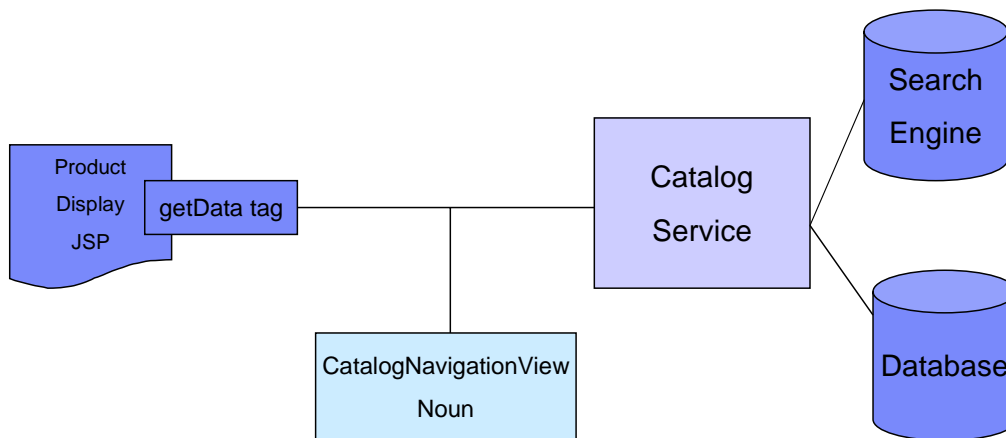 Product
Display
JSP
getData tag
CatalogNavigationView
Noun
Catalog
Service
Search
Engine
Database